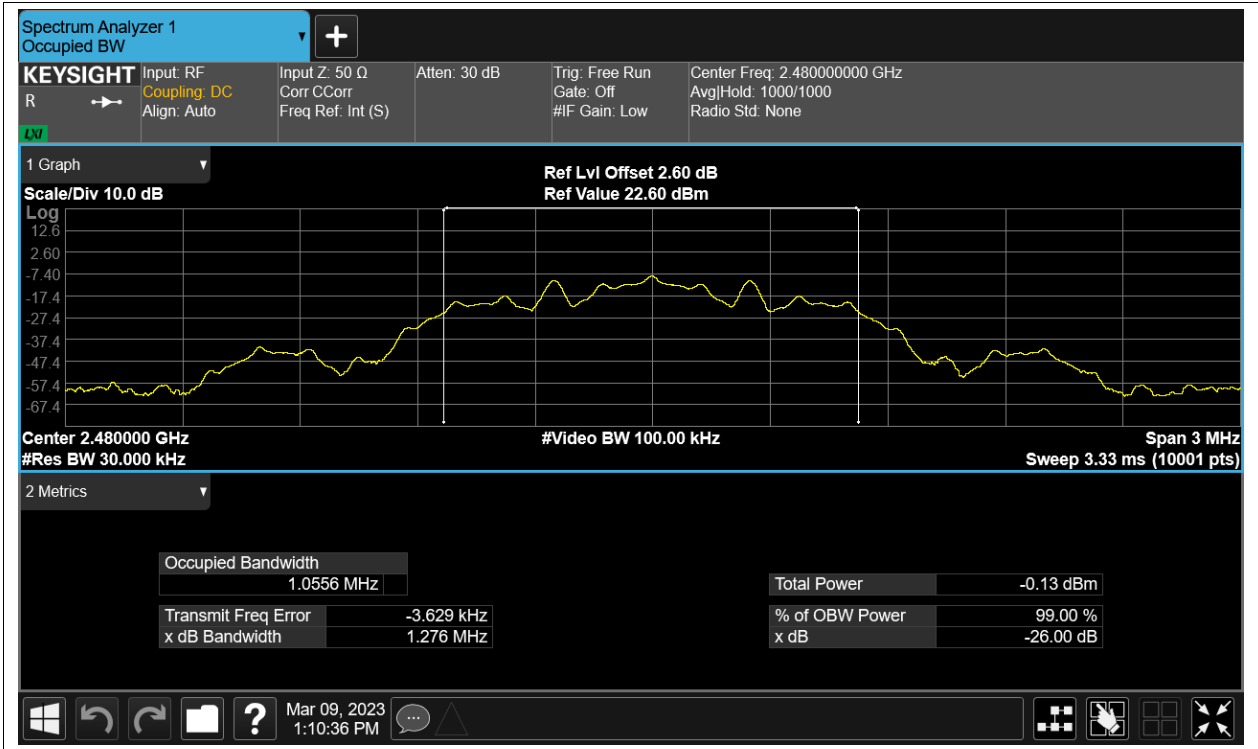 Spectrum Analyzer 1
Occupied BW
KEYSIGHT
R
LXI
Input: RF
Coupling: DC
Align: Auto
Input Z: 50 Ω
Corr CCorr
Freq Ref: Int (S)
Atten: 30 dB
Trig: Free Run
Gate: Off
#IF Gain: Low
Center Freq: 2.480000000 GHz
Avg|Hold: 1000/1000
Radio Std: None
1 Graph
Ref Lvl Offset 2.60 dB
Scale/Div 10.0 dB
Ref Value 22.60 dBm
Log
12.6
2.60
-7.40
-17.4
-27.4
-37.4
-47.4
-57.4
-67.4
Center 2.480000 GHz
#Video BW 100.00 kHz
Span 3 MHz
#Res BW 30.000 kHz
Sweep 3.33 ms (10001 pts)
2 Metrics
Occupied Bandwidth
1.0556 MHz
Total Power -0.13 dBm
Transmit Freq Error -3.629 kHz
% of OBW Power 99.00 %
x dB Bandwidth 1.276 MHz
x dB -26.00 dB
?
Mar 09, 2023
1:10:36 PM